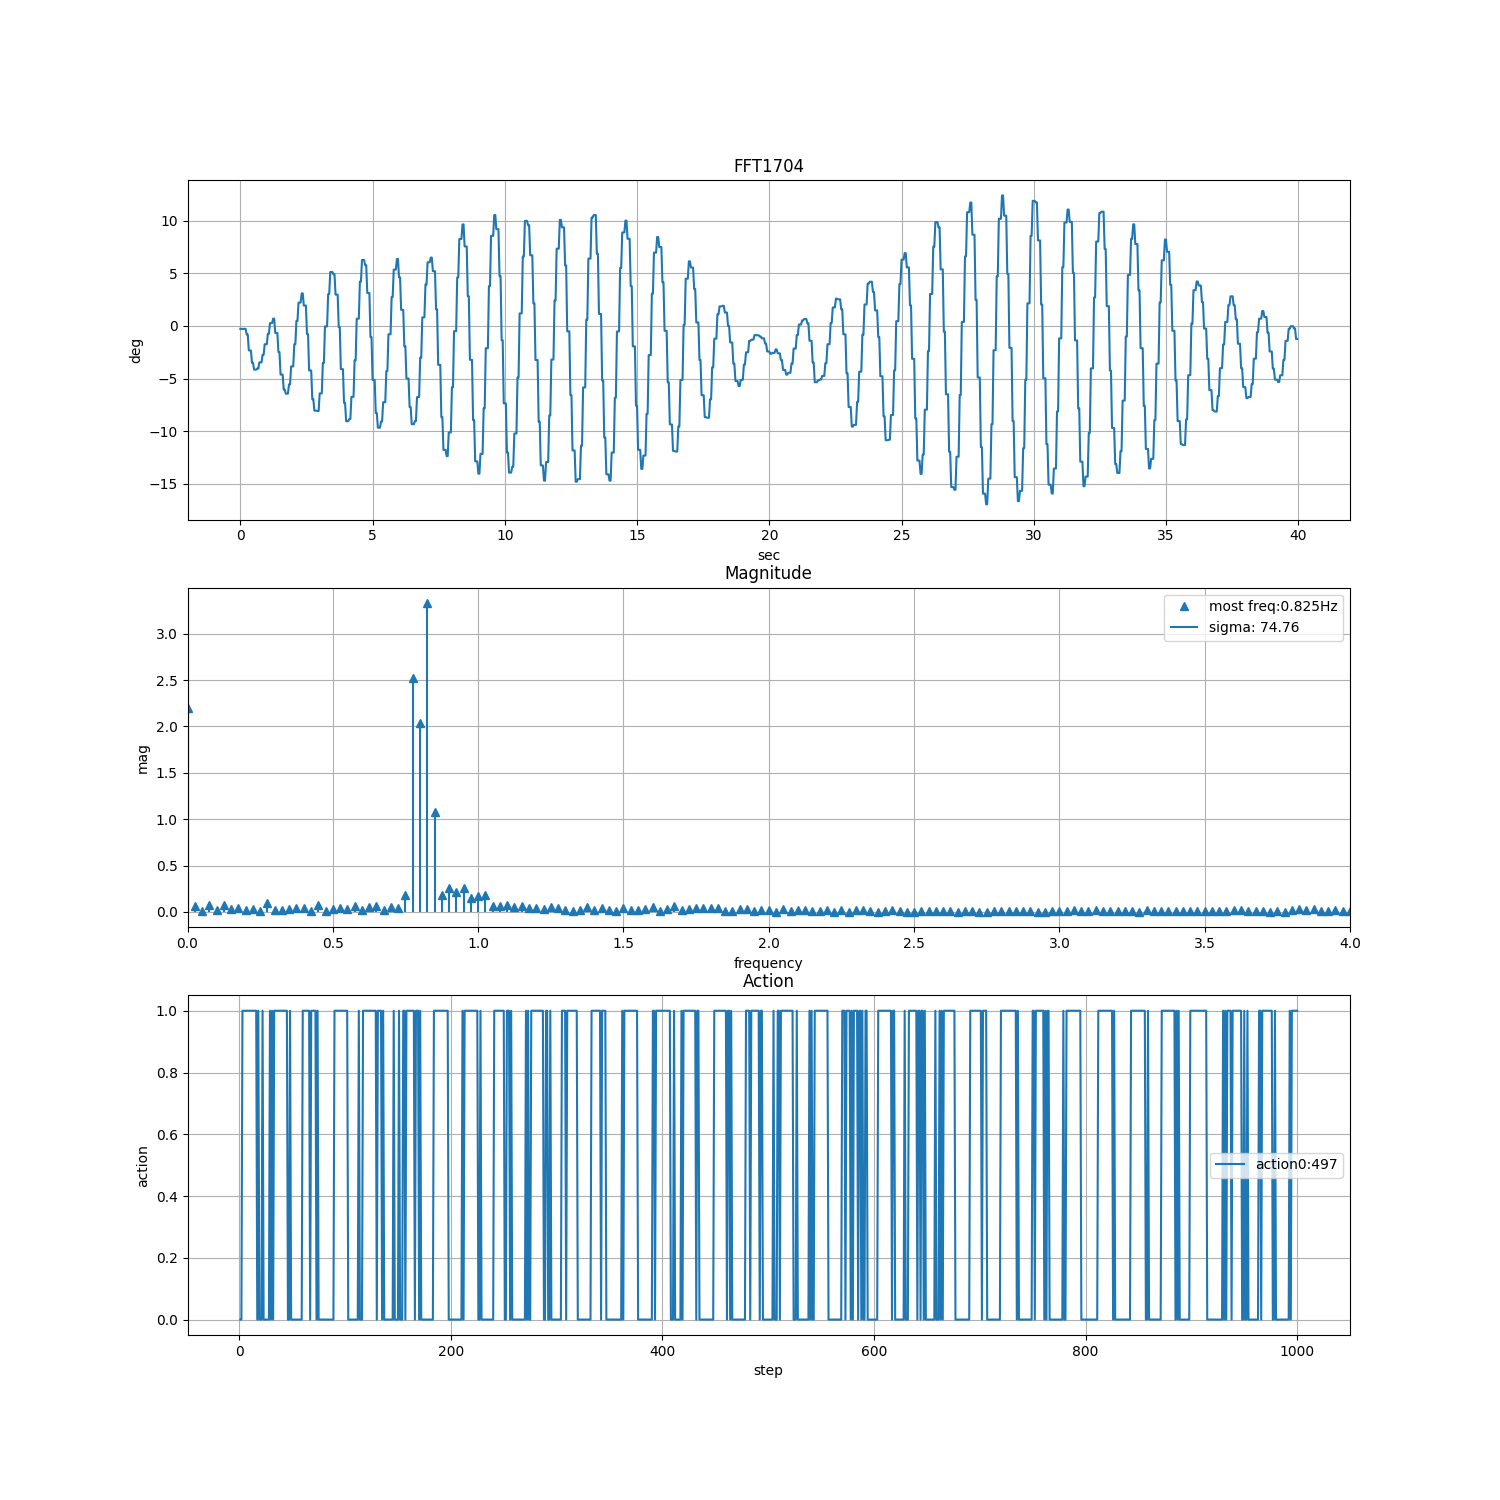 FFT1704
10
5
0
−5
−10
−15
deg
0 5 10 15 20 25 30 35 40
sec
Magnitude
most freq:0.825Hz
sigma: 74.76
3.0
2.5
2.0
1.5
1.0
0.5
0.0
mag
0.0 0.5 1.0 1.5 2.0 2.5 3.0 3.5 4.0
frequency
Action
1.0
0.8
0.6
0.4
0.2
0.0
action
action0:497
0 200 400 600 800 1000
step